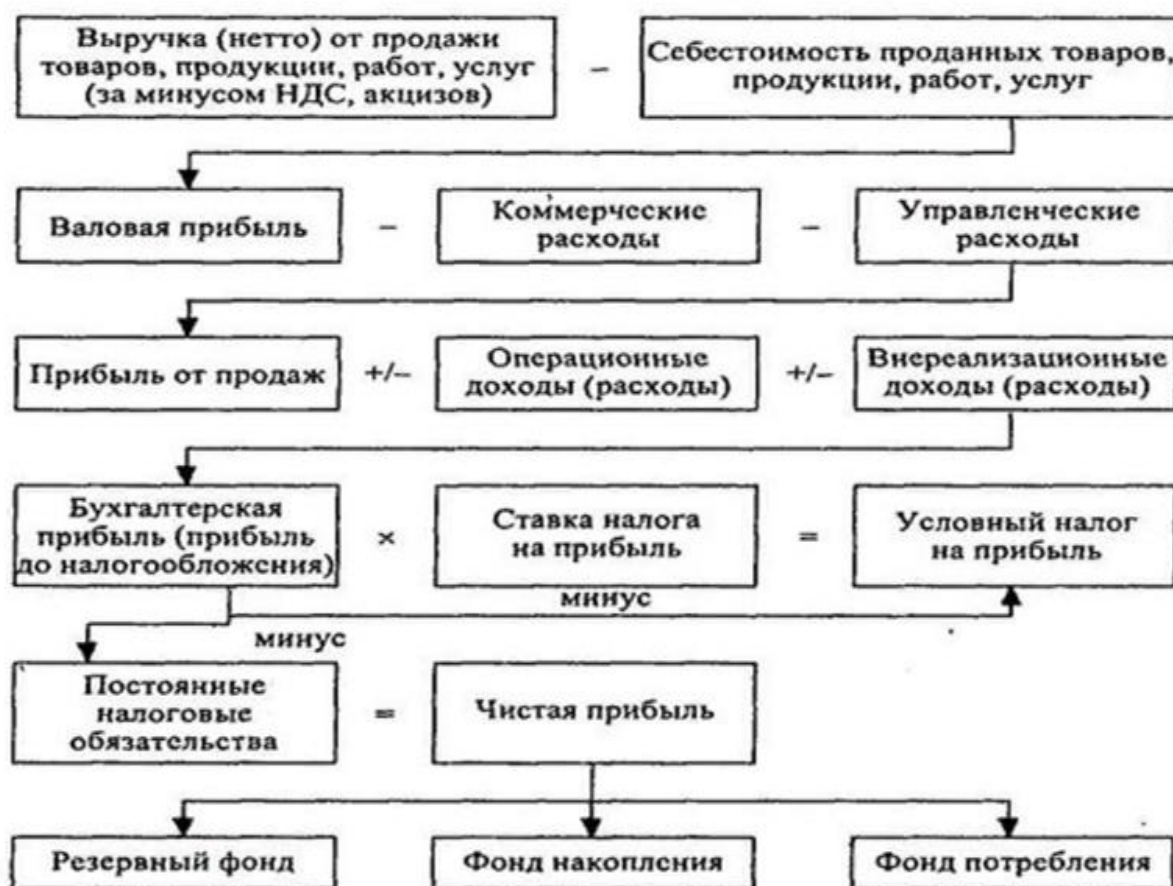 Выручка (нетто) от продажи
товаров, продукции, работ, услуг
(за минусом НДС, акцизов)
–
Себестоимость проданных товаров,
продукции, работ, услуг
Валовая прибыль
–
Коммерческие
расходы
–
Управленческие
расходы
Прибыль от продаж
+/–
Операционные
доходы (расходы)
+/–
Внереализационные
доходы (расходы)
Бухгалтерская
прибыль (прибыль
до налогообложения)
×
Ставка налога
на прибыль
=
Условный налог
на прибыль
минус
минус
Постоянные
налоговые
обязательства
=
Чистая прибыль
Резервный фонд
Фонд накопления
Фонд потребления